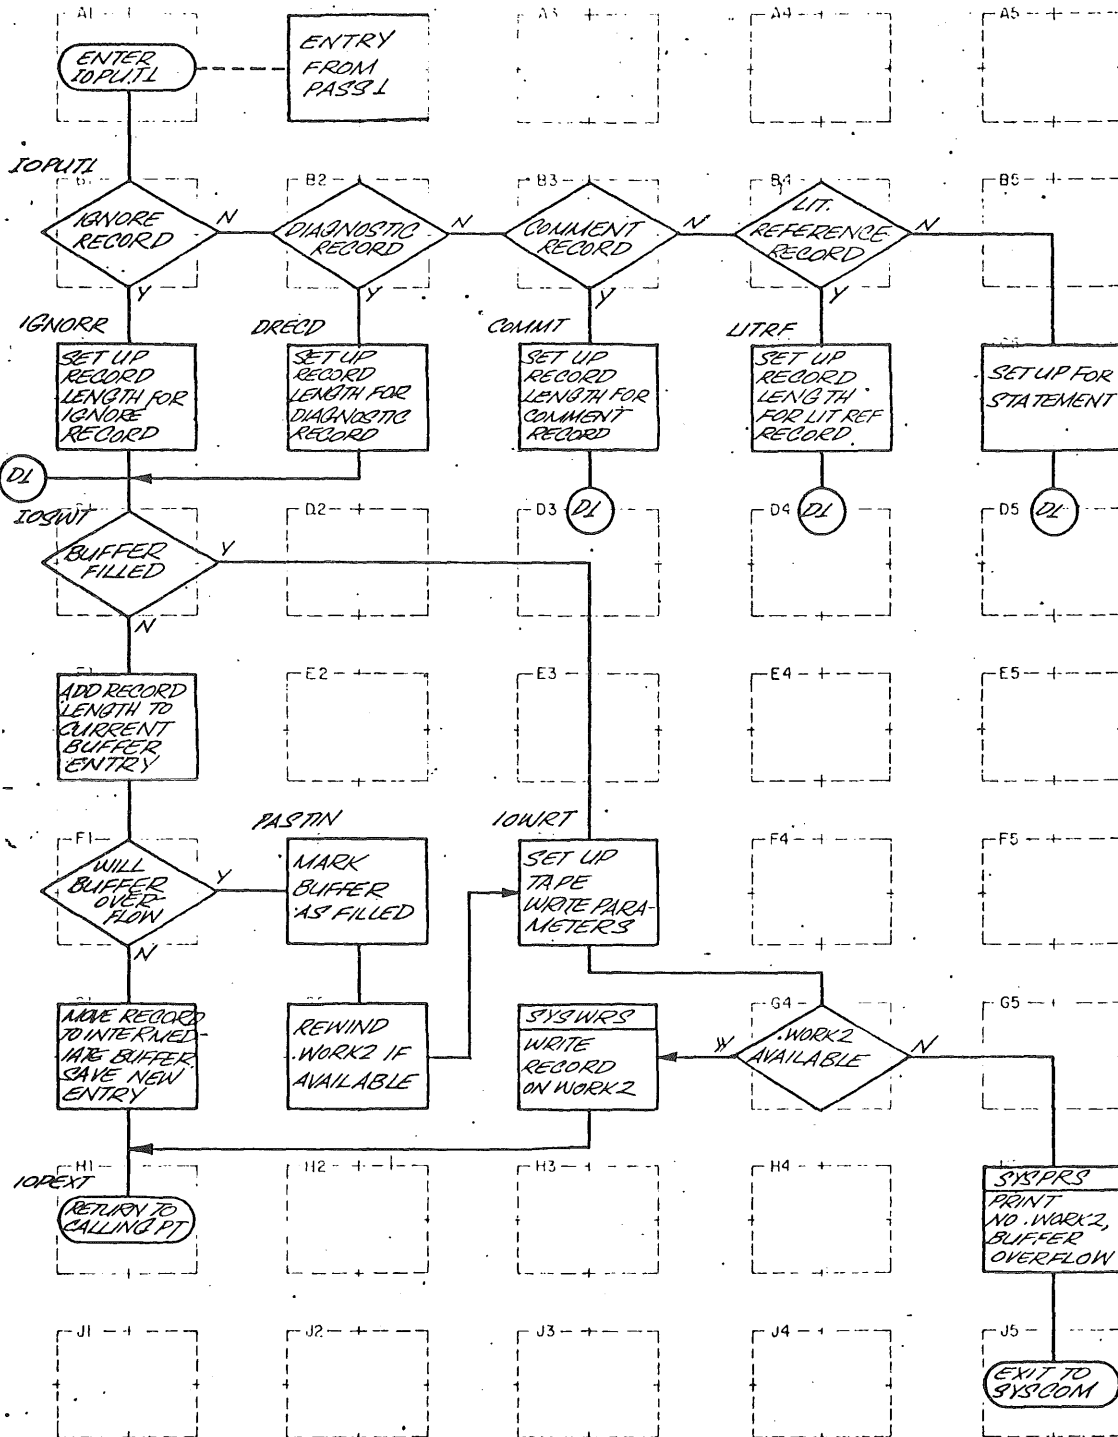 A1
A3
A4
A5
ENTER
IOPUT1
ENTRY
FROM
PASS1
IOPUT1
B2
B3
B4
B5
IGNORE
RECORD
N
DIAGNOSTIC
RECORD
N
COMMENT
RECORD
N
LIT.
REFERENCE
RECORD
N
Y
Y
Y
Y
IGNORR
DRECD
COMMT
LITRF
SET UP
RECORD
LENGTH FOR
IGNORE
RECORD
SET UP
RECORD
LENGTH FOR
DIAGNOSTIC
RECORD
SET UP
RECORD
LENGTH FOR
COMMENT
RECORD
SET UP
RECORD
LENGTH
FOR LIT REF
RECORD
SET UP FOR
STATEMENT
D1
D1
D1
D1
IOSWT
D2
D3
D4
D5
BUFFER
FILLED
Y
N
E2
E3
E4
E5
ADD RECORD
LENGTH TO
CURRENT
BUFFER
ENTRY
PASTIN
IOWRT
F1
F4
F5
WILL
BUFFER
OVER-
FLOW
Y
N
MARK
BUFFER
AS FILLED
SET UP
TAPE
WRITE PARA-
METERS
G4
G5
MOVE RECORD
TO INTERMED-
IATE BUFFER
SAVE NEW
ENTRY
REWIND
.WORK2 IF
AVAILABLE
SYSWRS
WRITE
RECORD
ON WORK2
Y
.WORK2
AVAILABLE
N
IOPEXT
H1
H2
H3
H4
RETURN TO
CALLING PT
SYSPRS
PRINT
NO .WORK2,
BUFFER
OVERFLOW
J1
J2
J3
J4
J5
EXIT TO
SYSCOM